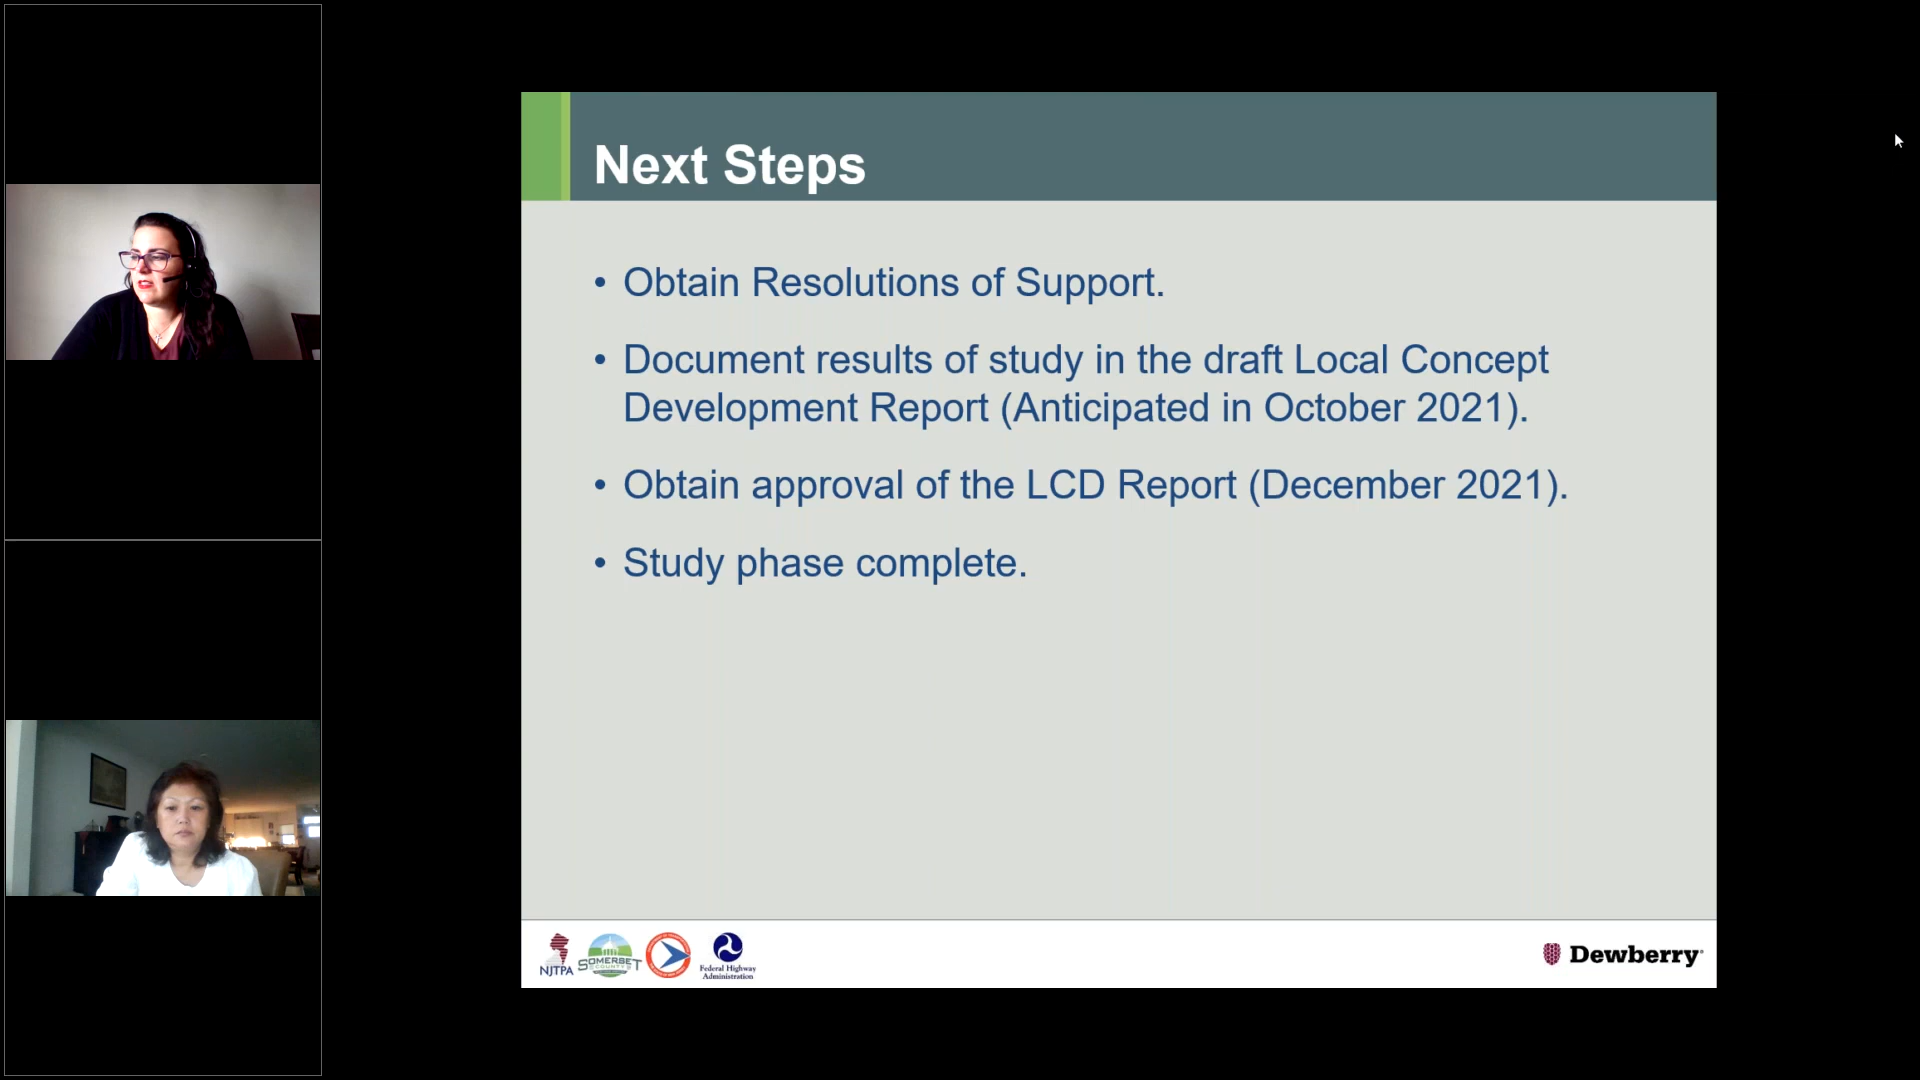 Next Steps
• Obtain Resolutions of Support.
• Document results of study in the draft Local Concept
Development Report (Anticipated in October 2021).
• Obtain approval of the LCD Report (December 2021).
• Study phase complete.
NJTPA
SOMERSET
COUNTY
Federal Highway
Administration
Dewberry